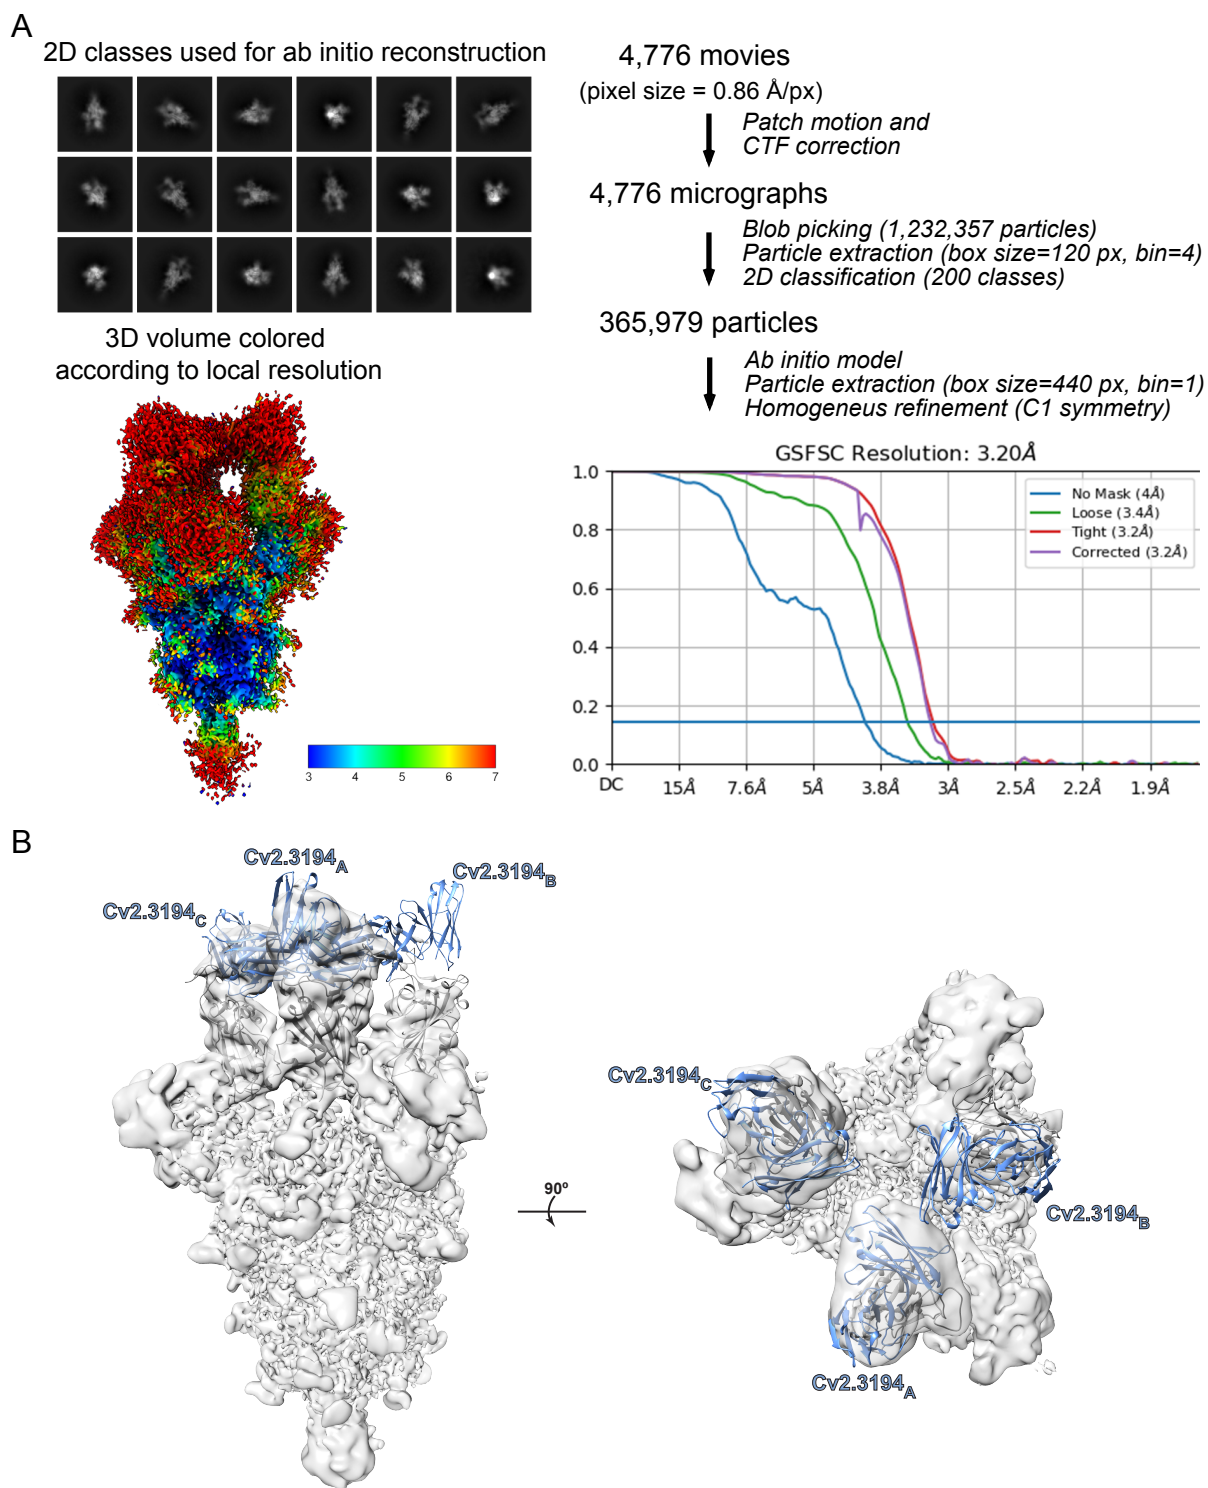 A
2D classes used for ab initio reconstruction
3D volume colored
according to local resolution
3 4 5 6 7
4,776 movies
(pixel size = 0.86 Å/px)
Patch motion and
CTF correction
4,776 micrographs
Blob picking (1,232,357 particles)
Particle extraction (box size=120 px, bin=4)
2D classification (200 classes)
365,979 particles
Ab initio model
Particle extraction (box size=440 px, bin=1)
Homogeneus refinement (C1 symmetry)
GSFSC Resolution: 3.20Å
1.0
0.8
0.6
0.4
0.2
0.0
No Mask (4Å)
Loose (3.4Å)
Tight (3.2Å)
Corrected (3.2Å)
DC 15Å 7.6Å 5Å 3.8Å 3Å 2.5Å 2.2Å 1.9Å
B
Cv2.3194A
Cv2.3194B
Cv2.3194C
90º
Cv2.3194C
Cv2.3194B
Cv2.3194A